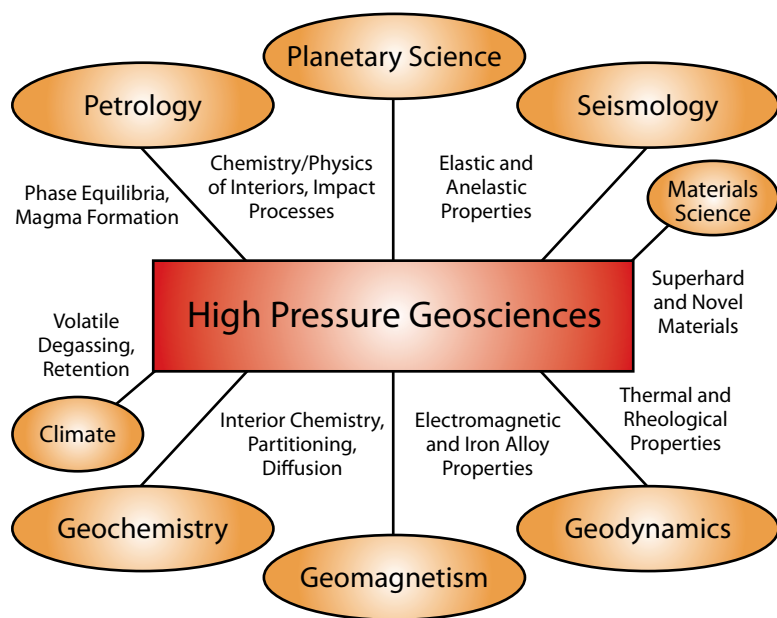 Planetary Science
Petrology
Seismology
Chemistry/Physics
of Interiors, Impact
Processes
Elastic and
Anelastic
Properties
Phase Equilibria,
Magma Formation
Materials
Science
High Pressure Geosciences
Superhard
and Novel
Materials
Volatile
Degassing,
Retention
Climate
Interior Chemistry,
Partitioning,
Diffusion
Electromagnetic
and Iron Alloy
Properties
Thermal and
Rheological
Properties
Geochemistry
Geomagnetism
Geodynamics